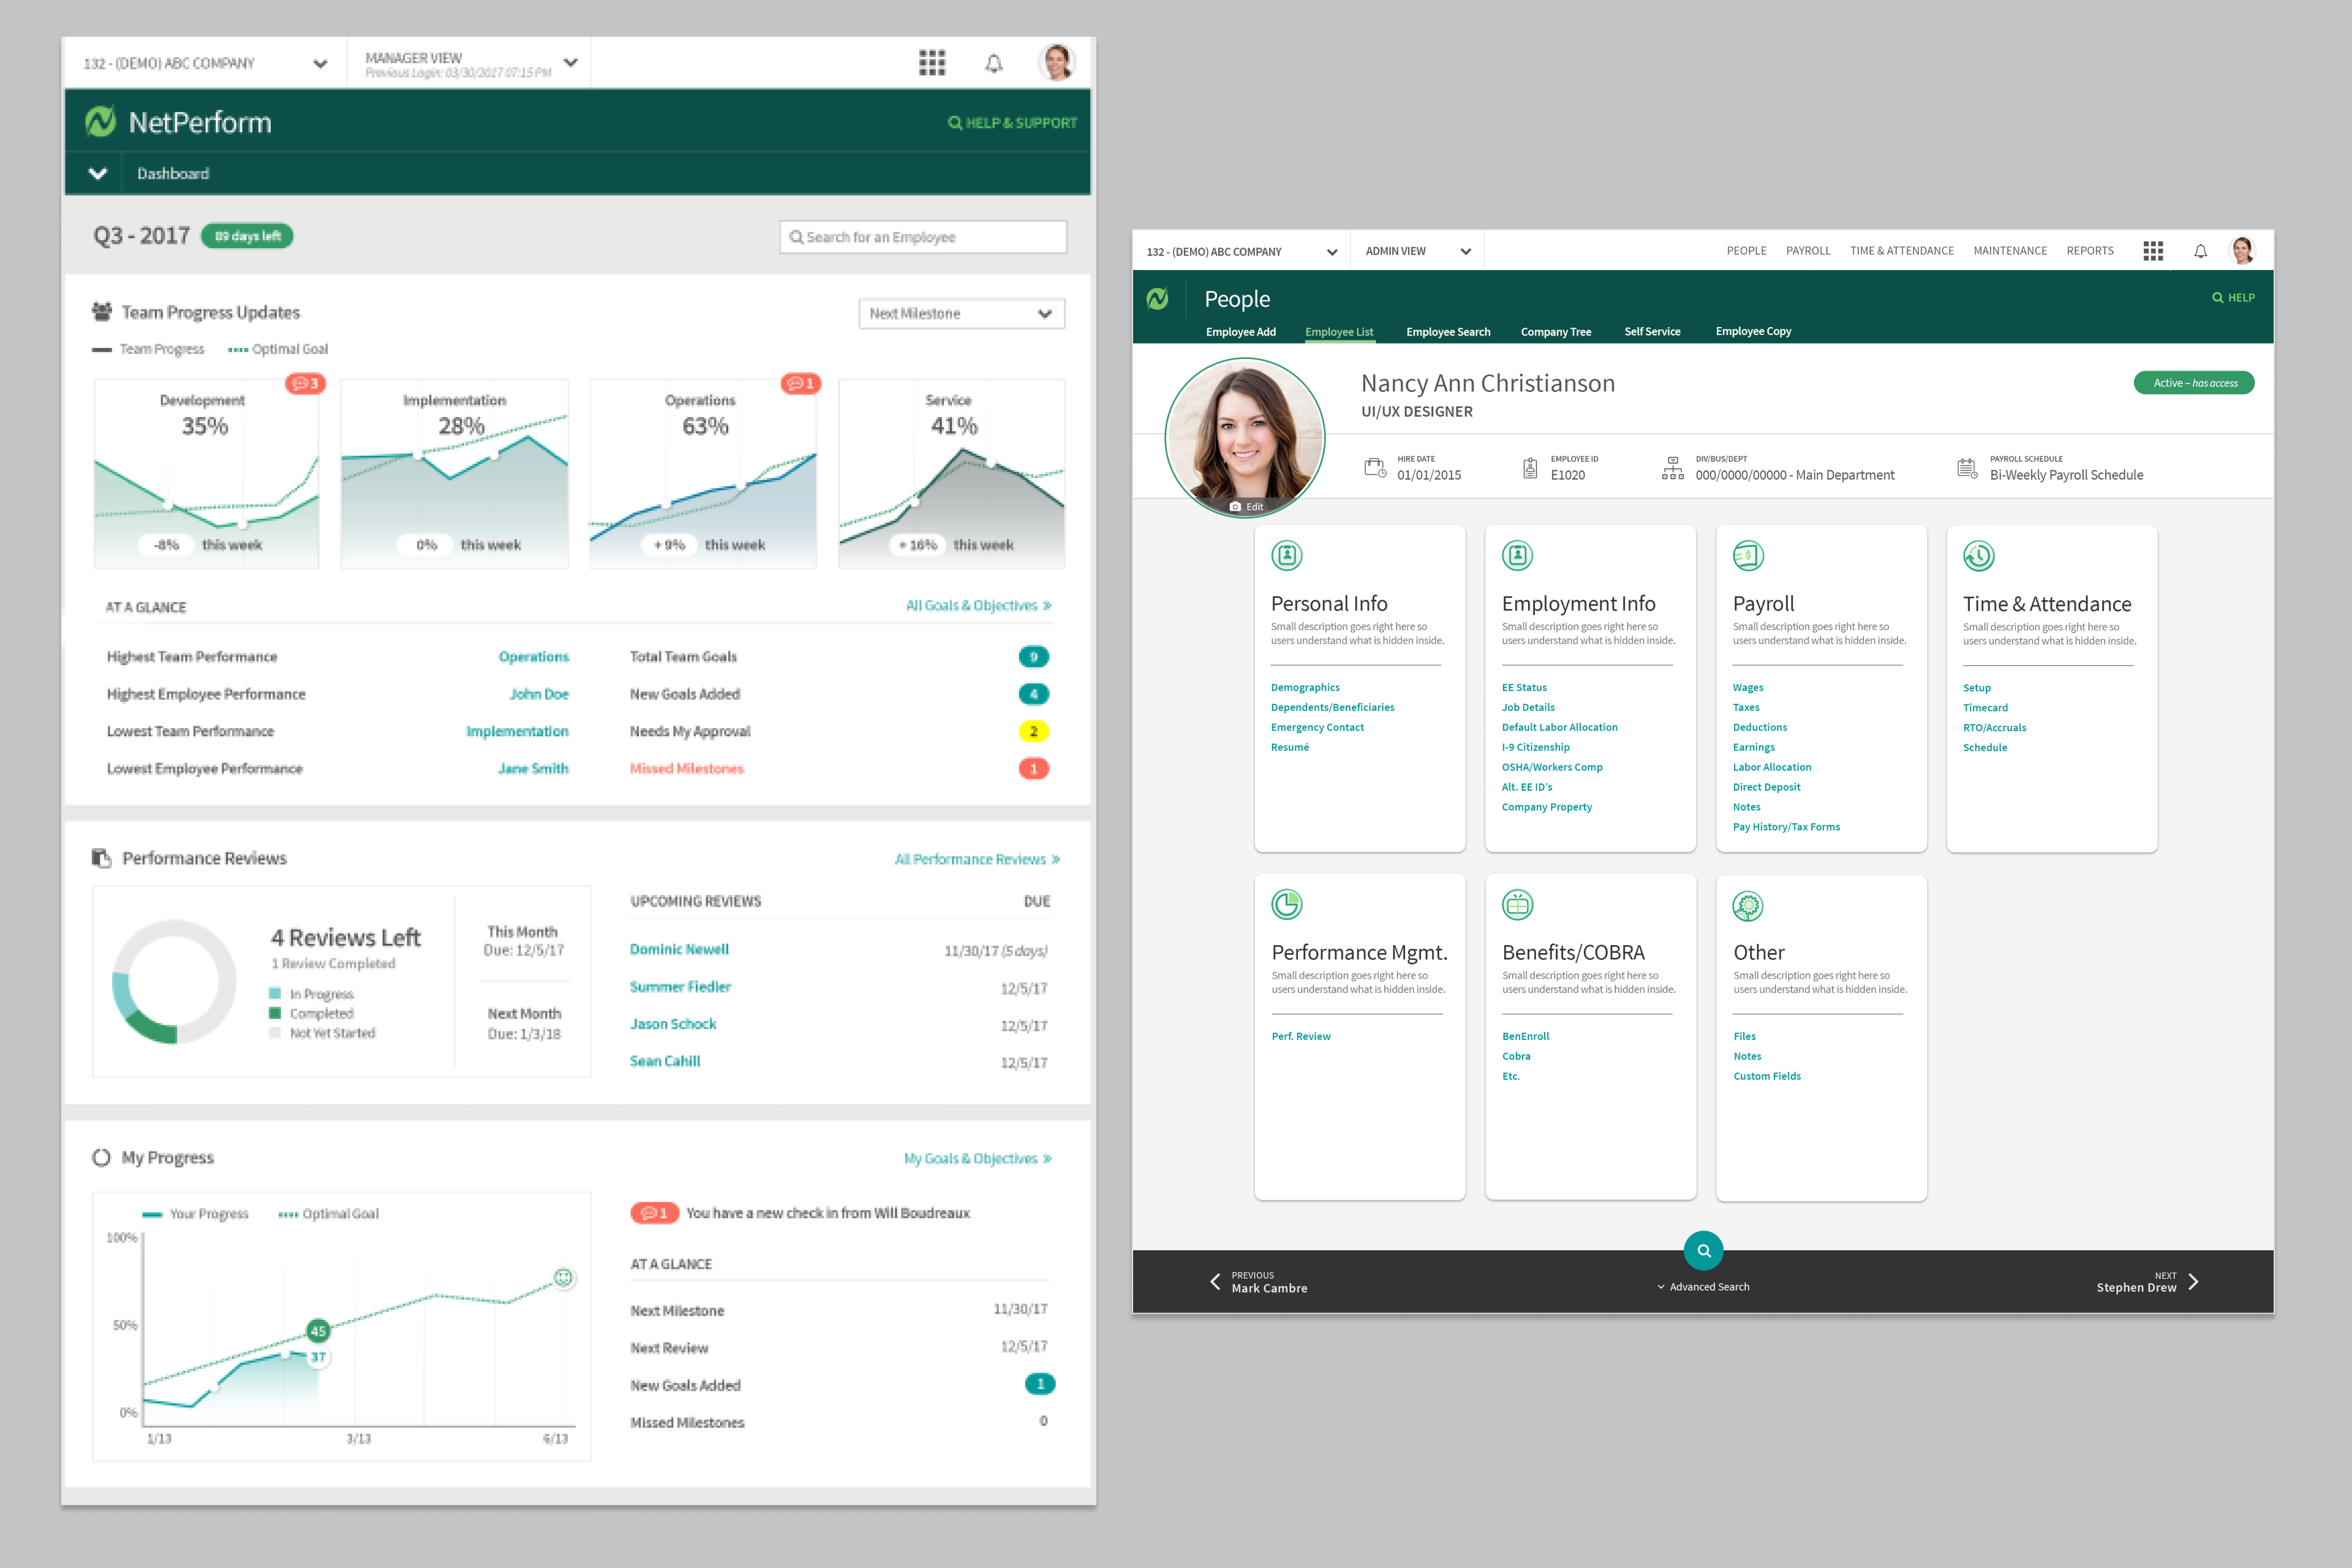 132 - (DEMO) ABC COMPANY
MANAGER VIEW
Previous Login: 03/30/2017 07:15 PM
NetPerform
HELP & SUPPORT
Dashboard
Q3 - 2017
89 days left
Search for an Employee
Team Progress Updates
Next Milestone
Team Progress
Optimal Goal
3
Development
35%
-8% this week
Implementation
28%
0% this week
1
Operations
63%
+ 9% this week
Service
41%
+ 16% this week
AT A GLANCE
All Goals & Objectives »
Highest Team Performance Operations
Highest Employee Performance John Doe
Lowest Team Performance Implementation
Lowest Employee Performance Jane Smith
Total Team Goals 9
New Goals Added 4
Needs My Approval 2
Missed Milestones 1
Performance Reviews
All Performance Reviews »
4 Reviews Left
1 Review Completed
In Progress
Completed
Not Yet Started
This Month
Due: 12/5/17
Next Month
Due: 1/3/18
UPCOMING REVIEWS DUE
Dominic Newell 11/30/17 (5 days)
Summer Fiedler 12/5/17
Jason Schock 12/5/17
Sean Cahill 12/5/17
My Progress
My Goals & Objectives »
Your Progress
Optimal Goal
100%
50%
0%
45
37
1/13
3/13
6/13
1 You have a new check in from Will Boudreaux
AT A GLANCE
Next Milestone 11/30/17
Next Review 12/5/17
New Goals Added 1
Missed Milestones 0
132 - (DEMO) ABC COMPANY
ADMIN VIEW
PEOPLE PAYROLL TIME & ATTENDANCE MAINTENANCE REPORTS
People
HELP
Employee Add Employee List Employee Search Company Tree Self Service Employee Copy
Nancy Ann Christianson
UI/UX DESIGNER
Active – has access
Edit
HIRE DATE
01/01/2015
EMPLOYEE ID
E1020
DIV/BUS/DEPT
000/0000/00000 - Main Department
PAYROLL SCHEDULE
Bi-Weekly Payroll Schedule
Personal Info
Small description goes right here so
users understand what is hidden inside.
Demographics
Dependents/Beneficiaries
Emergency Contact
Resumé
Employment Info
Small description goes right here so
users understand what is hidden inside.
EE Status
Job Details
Default Labor Allocation
I-9 Citizenship
OSHA/Workers Comp
Alt. EE ID's
Company Property
Payroll
Small description goes right here so
users understand what is hidden inside.
Wages
Taxes
Deductions
Earnings
Labor Allocation
Direct Deposit
Notes
Pay History/Tax Forms
Time & Attendance
Small description goes right here so
users understand what is hidden inside.
Setup
Timecard
RTO/Accruals
Schedule
Performance Mgmt.
Small description goes right here so
users understand what is hidden inside.
Perf. Review
Benefits/COBRA
Small description goes right here so
users understand what is hidden inside.
BenEnroll
Cobra
Etc.
Other
Small description goes right here so
users understand what is hidden inside.
Files
Notes
Custom Fields
PREVIOUS
Mark Cambre
Advanced Search
NEXT
Stephen Drew